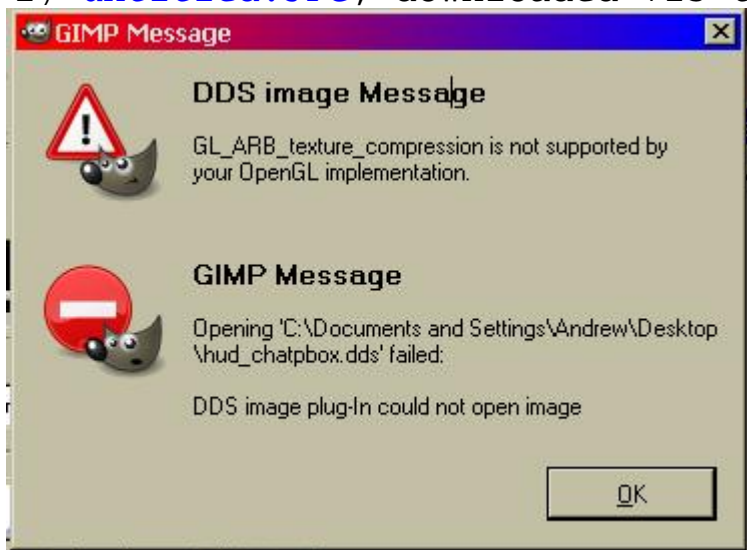 GIMP Message
DDS image Message
GL_ARB_texture_compression is not supported by
your OpenGL implementation.
GIMP Message
Opening 'C:\Documents and Settings\Andrew\Desktop
\hud_chatpbox.dds' failed:
DDS image plug-In could not open image
OK